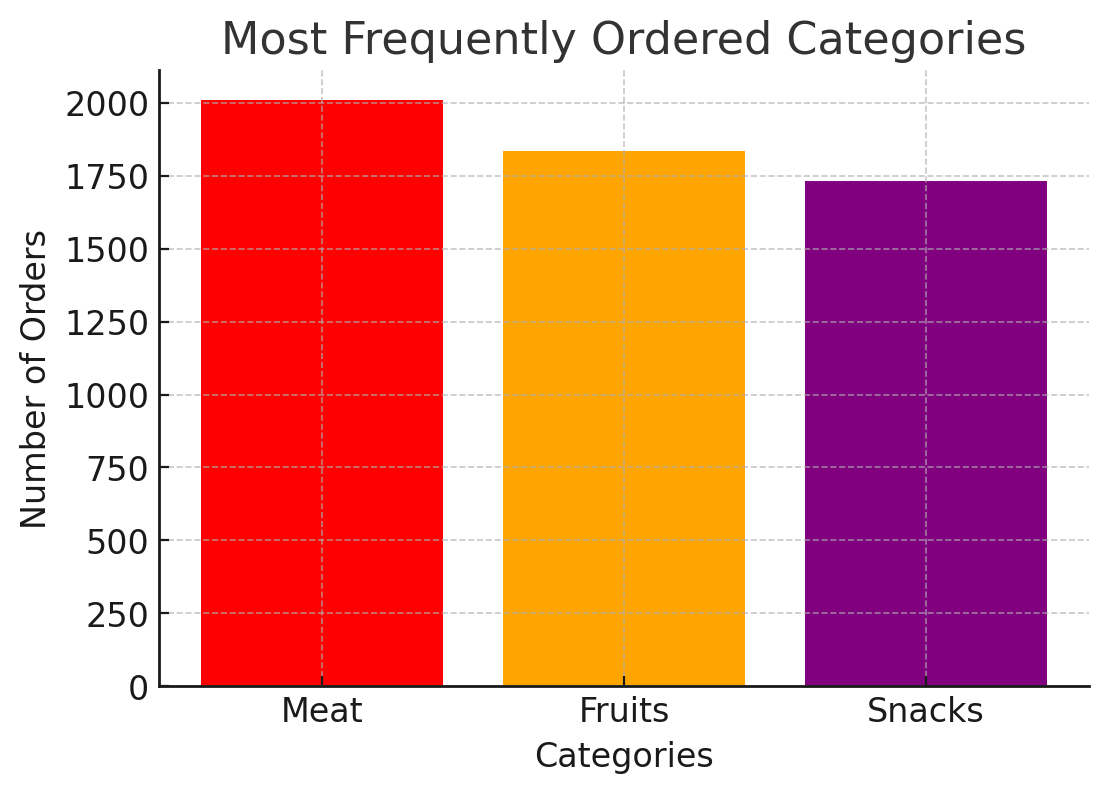 Most Frequently Ordered Categories
2000
1750
1500
1250
1000
750
500
250
0
Number of Orders
Meat Fruits Snacks
Categories